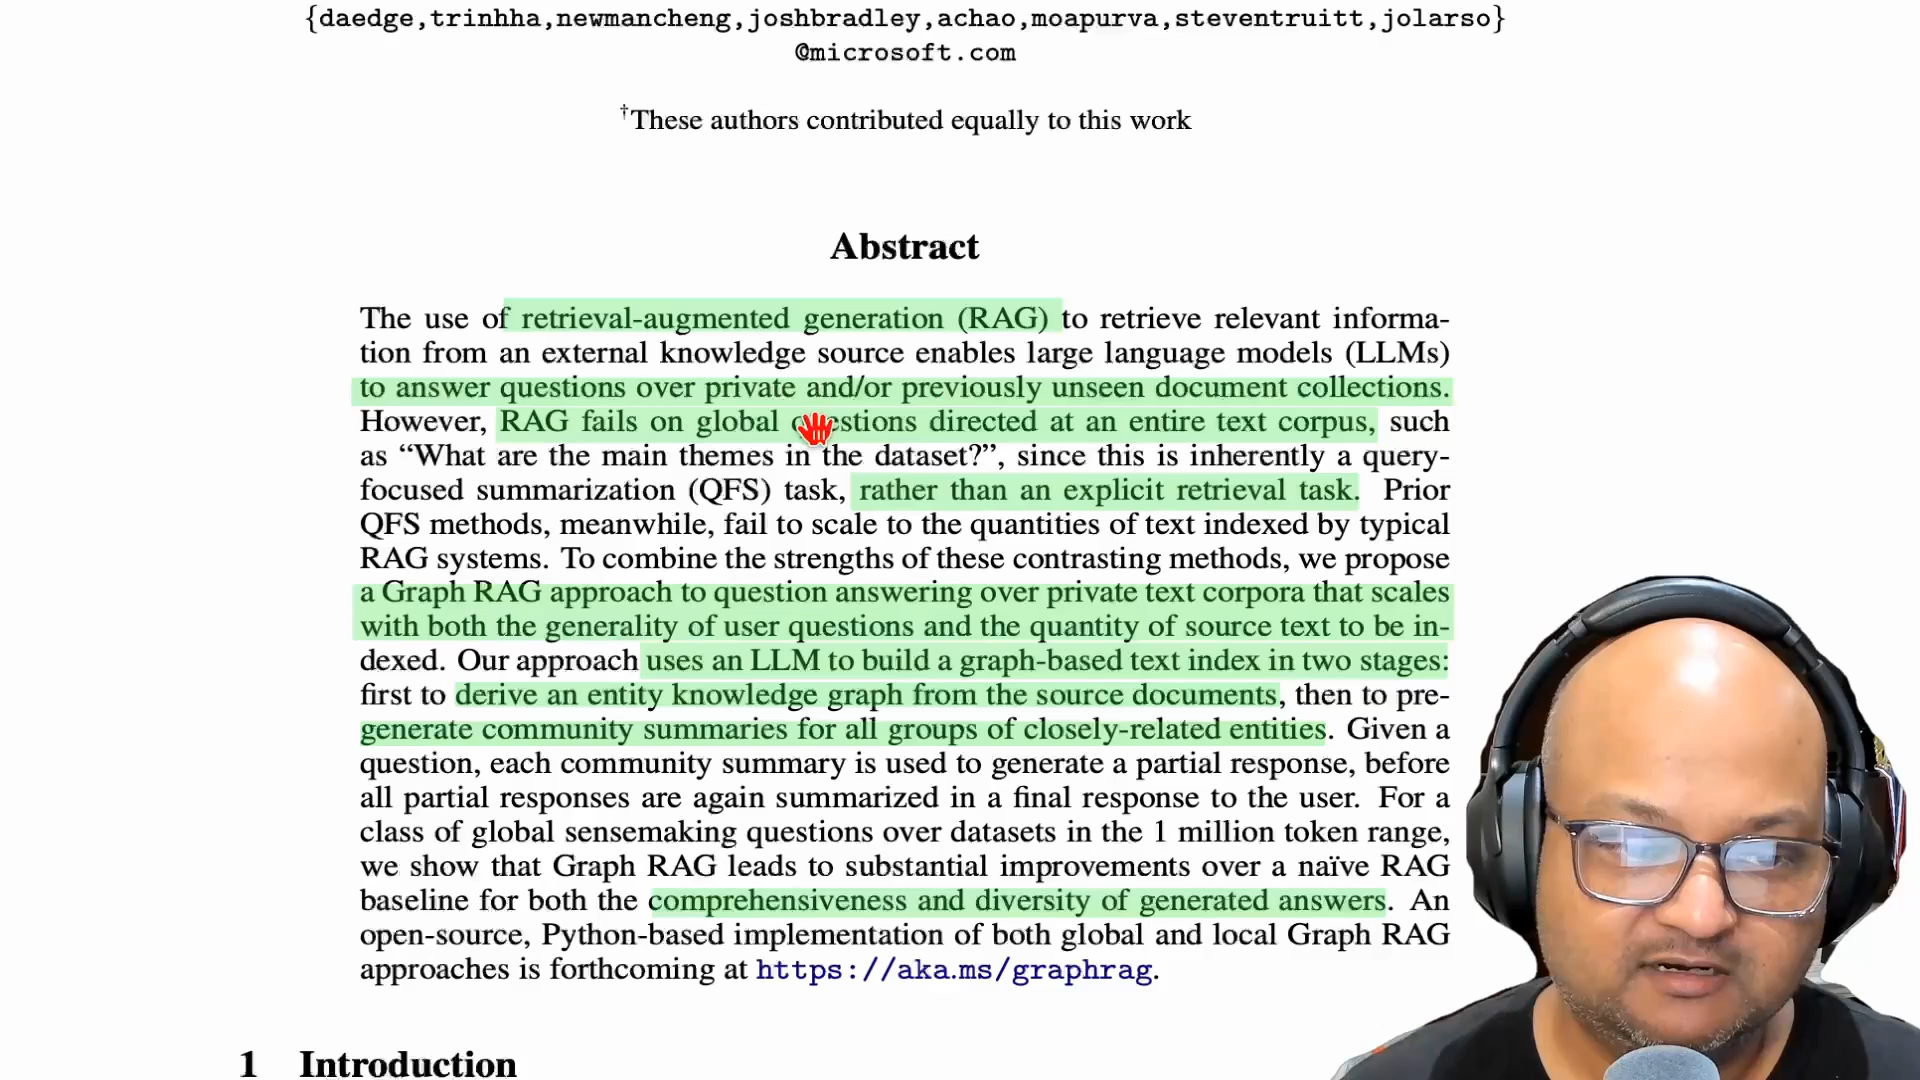 {daedge,trinhha,newmancheng,joshbradley,achao,moapurva,steventruitt,jolarso}
@microsoft.com
†These authors contributed equally to this work
Abstract
The use of retrieval-augmented generation (RAG) to retrieve relevant informa-
tion from an external knowledge source enables large language models (LLMs)
to answer questions over private and/or previously unseen document collections.
However, RAG fails on global questions directed at an entire text corpus, such
as “What are the main themes in the dataset?”, since this is inherently a query-
focused summarization (QFS) task, rather than an explicit retrieval task. Prior
QFS methods, meanwhile, fail to scale to the quantities of text indexed by typical
RAG systems. To combine the strengths of these contrasting methods, we propose
a Graph RAG approach to question answering over private text corpora that scales
with both the generality of user questions and the quantity of source text to be in-
dexed. Our approach uses an LLM to build a graph-based text index in two stages:
first to derive an entity knowledge graph from the source documents, then to pre-
generate community summaries for all groups of closely-related entities. Given a
question, each community summary is used to generate a partial response, before
all partial responses are again summarized in a final response to the user. For a
class of global sensemaking questions over datasets in the 1 million token range,
we show that Graph RAG leads to substantial improvements over a naïve RAG
baseline for both the comprehensiveness and diversity of generated answers. An
open-source, Python-based implementation of both global and local Graph RAG
approaches is forthcoming at https://aka.ms/graphrag.
1 Introduction